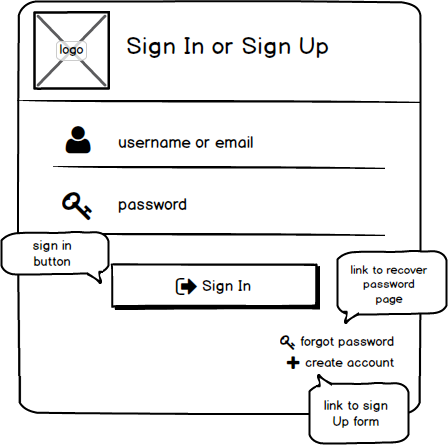 logo
Sign In or Sign Up
username or email
password
sign in
button
Sign In
link to recover
password
page
forgot password
create account
link to sign
Up form